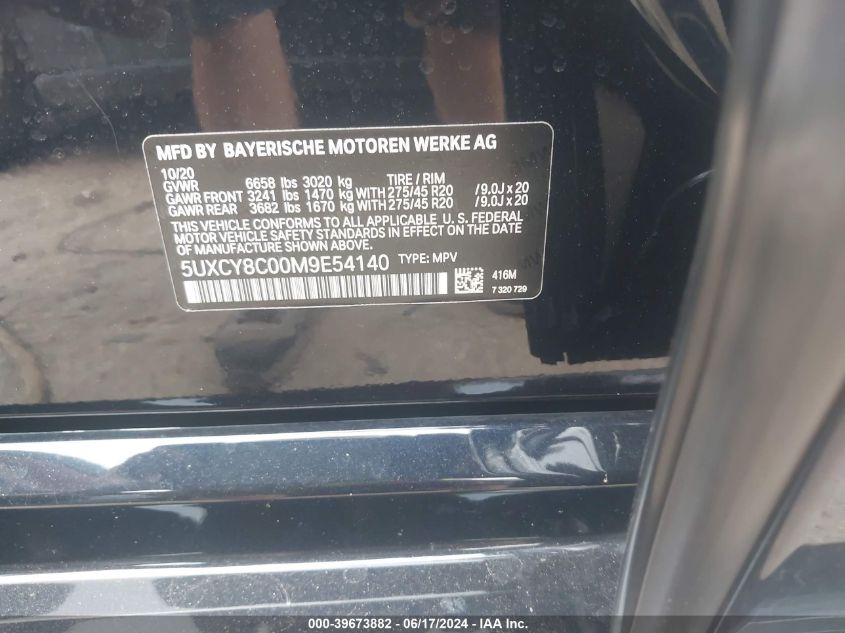 MFD BY BAYERISCHE MOTOREN WERKE AG
10/20
GVWR 6658 lbs 3020 kg TIRE / RIM
GAWR FRONT 3241 lbs 1470 kg WITH 275/45 R20 / 9.0J x 20
GAWR REAR 3682 lbs 1670 kg WITH 275/45 R20 / 9.0J x 20
THIS VEHICLE CONFORMS TO ALL APPLICABLE U. S. FEDERAL
MOTOR VEHICLE SAFETY STANDARDS IN EFFECT ON THE DATE
OF MANUFACTURE SHOWN ABOVE.
5UXCY8C00M9E54140 TYPE: MPV
416M
7 320 729
000-39673882 - 06/17/2024 - IAA Inc.